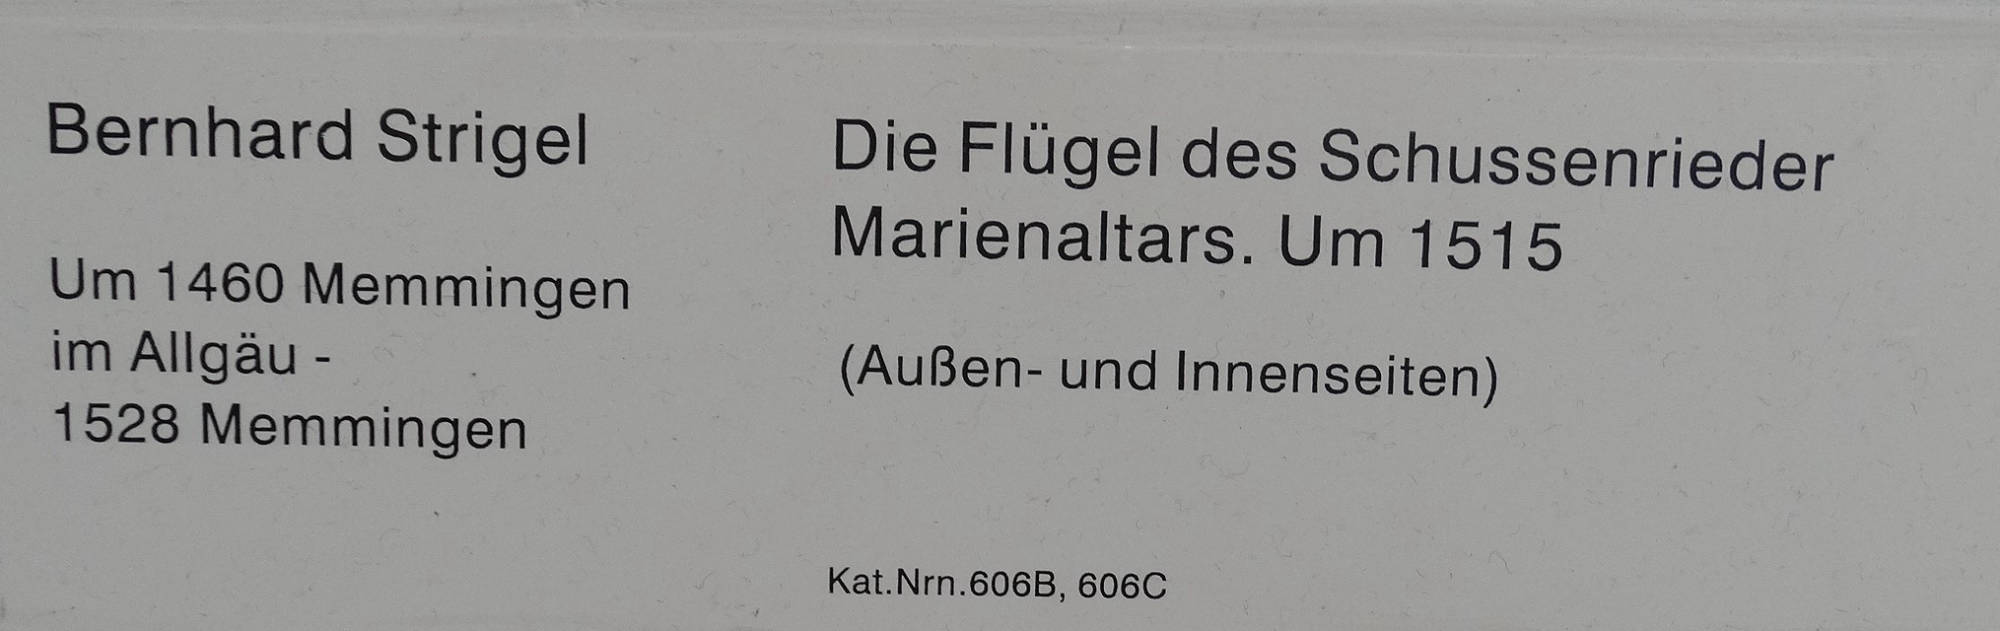 Bernhard Strigel
Um 1460 Memmingen
im Allgäu -
1528 Memmingen
Die Flügel des Schussenrieder
Marienaltars. Um 1515
(Außen- und Innenseiten)
Kat.Nrn.606B, 606C